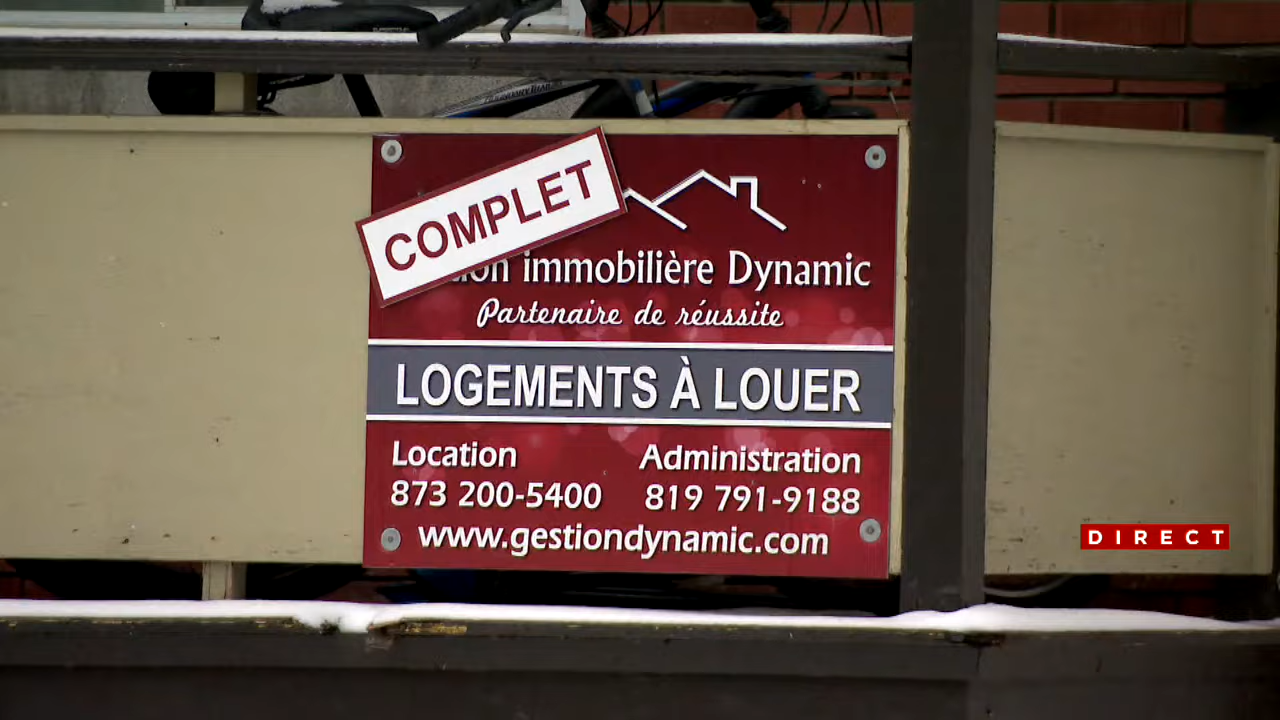 COMPLET
immobilière Dynamic
Partenaire de réussite
LOGEMENTS À LOUER
Location
Administration
873 200-5400
819 791-9188
www.gestiondynamic.com
DIRECT